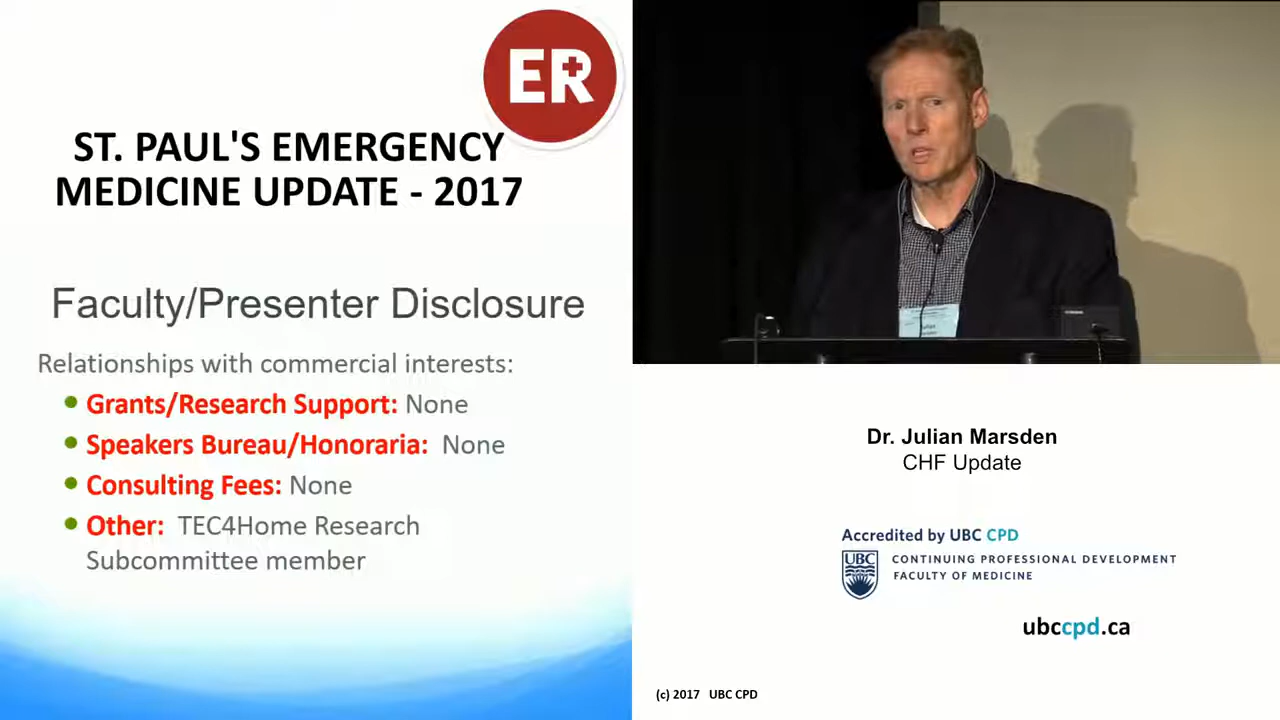 ER
ST. PAUL'S EMERGENCY
MEDICINE UPDATE - 2017
Faculty/Presenter Disclosure
Relationships with commercial interests:
Grants/Research Support: None
Speakers Bureau/Honoraria: None
Consulting Fees: None
Other: TEC4Home Research
Subcommittee member
Dr. Julian Marsden
CHF Update
Accredited by UBC CPD
UBC
CONTINUING PROFESSIONAL DEVELOPMENT
FACULTY OF MEDICINE
ubccpd.ca
(c) 2017 UBC CPD